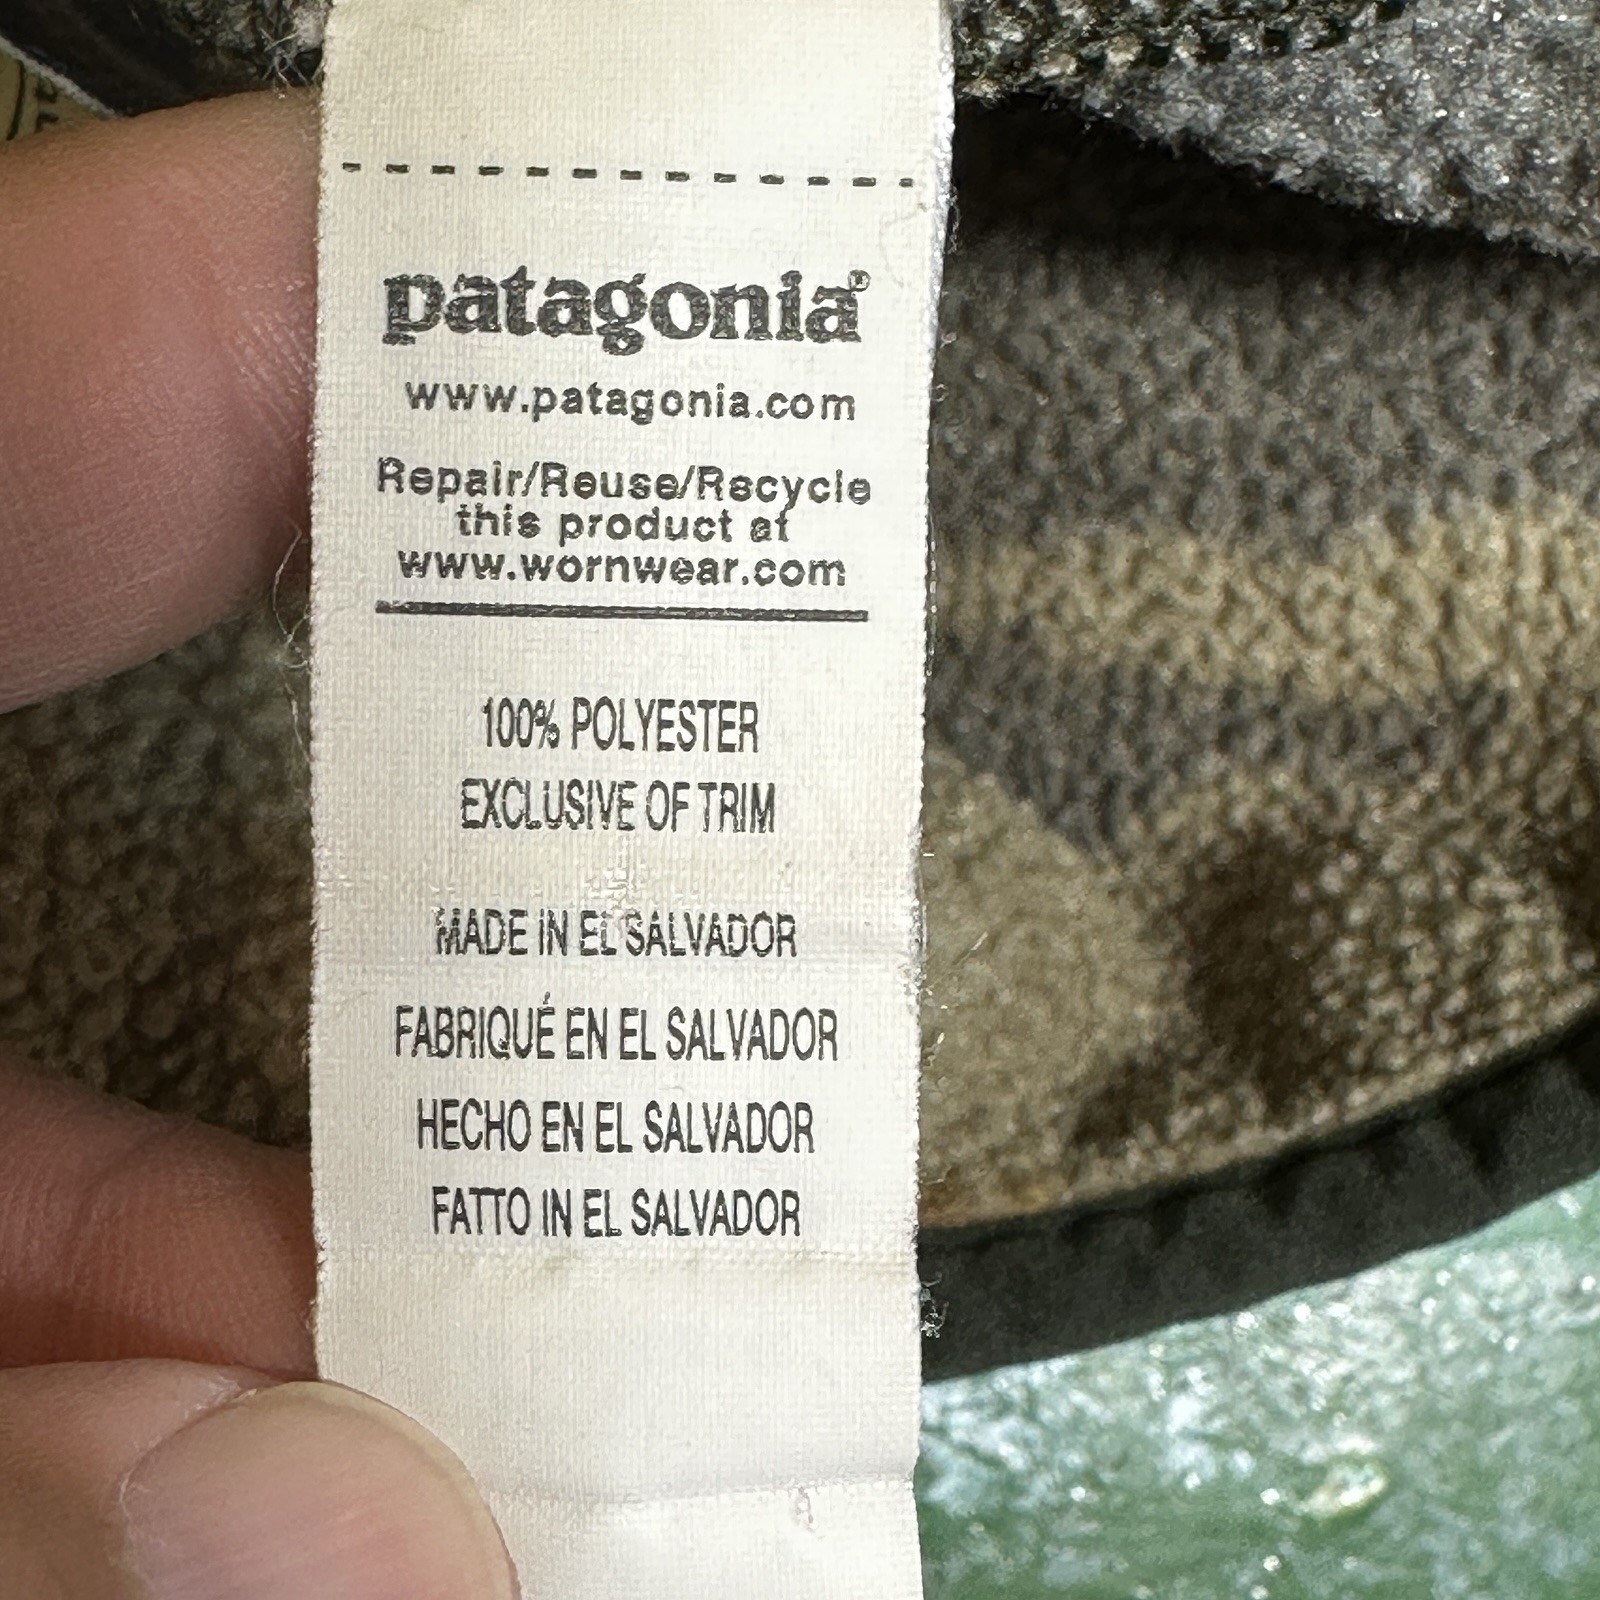 patagonia®
www.patagonia.com
Repair/Reuse/Recycle
this product at
www.wornwear.com
100% POLYESTER
EXCLUSIVE OF TRIM
MADE IN EL SALVADOR
FABRIQUÉ EN EL SALVADOR
HECHO EN EL SALVADOR
FATTO IN EL SALVADOR